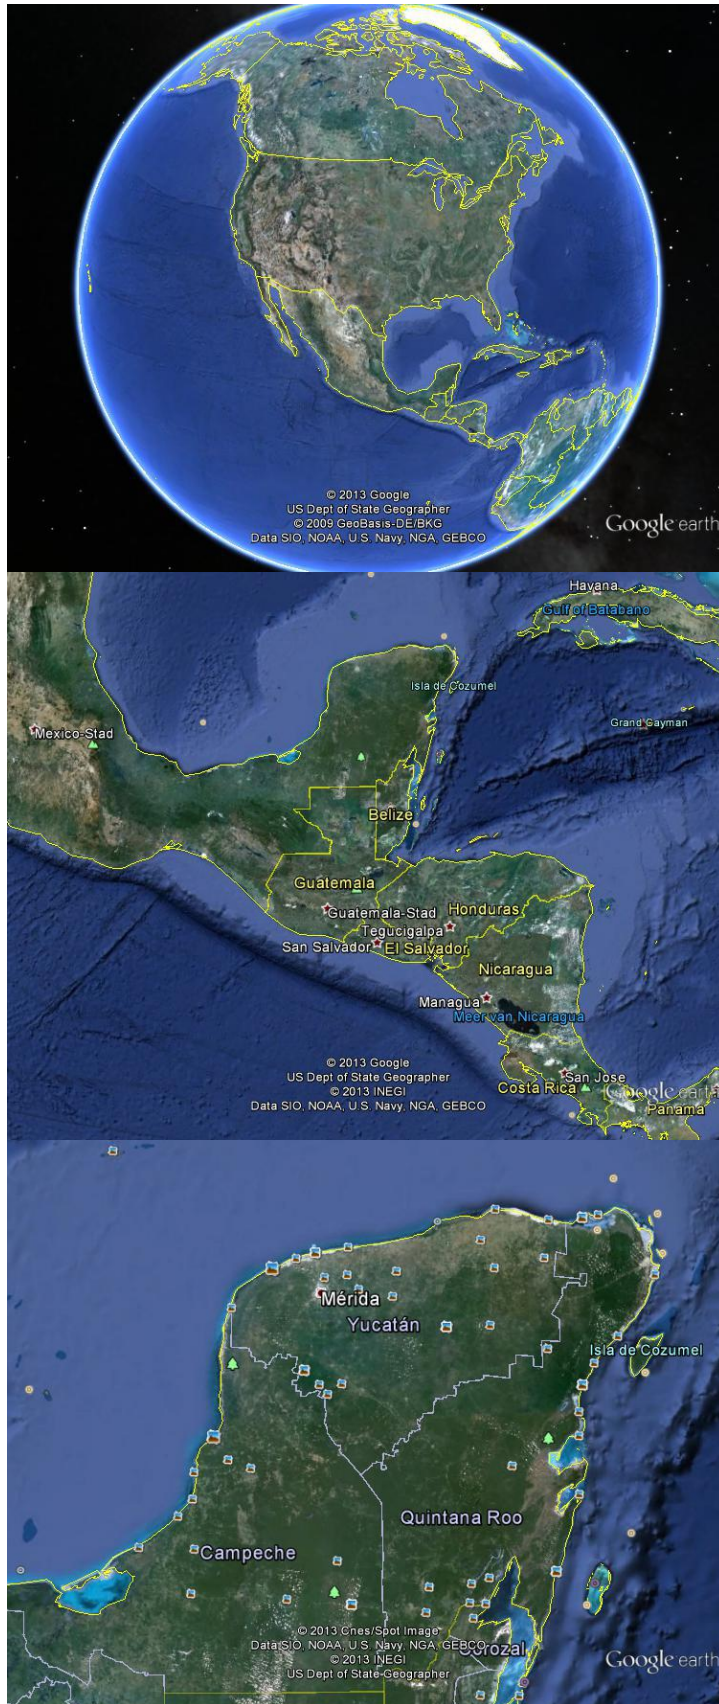 © 2013 Google
US Dept of State Geographer
© 2009 GeoBasis-DE/BKG
Data SIO, NOAA, U.S. Navy, NGA, GEBCO
Google earth
Havana
Gulf of Batabano
Isla de Cozumel
Grand Cayman
Mexico-Stad
Belize
Guatemala
Guatemala-Stad
Honduras
Tegucigalpa
San Salvador
El Salvador
Nicaragua
Managua
Meer van Nicaragua
© 2013 Google
US Dept of State Geographer
© 2013 INEGI
Data SIO, NOAA, U.S. Navy, NGA, GEBCO
San Jose
Costa Rica
Google earth
Panama
Mérida
Yucatán
Isla de Cozumel
Quintana Roo
Campeche
© 2013 Cnes/Spot Image
Data SIO, NOAA, U.S. Navy, NGA, GEBCO
Corozal
© 2013 INEGI
US Dept of State Geographer
Google earth